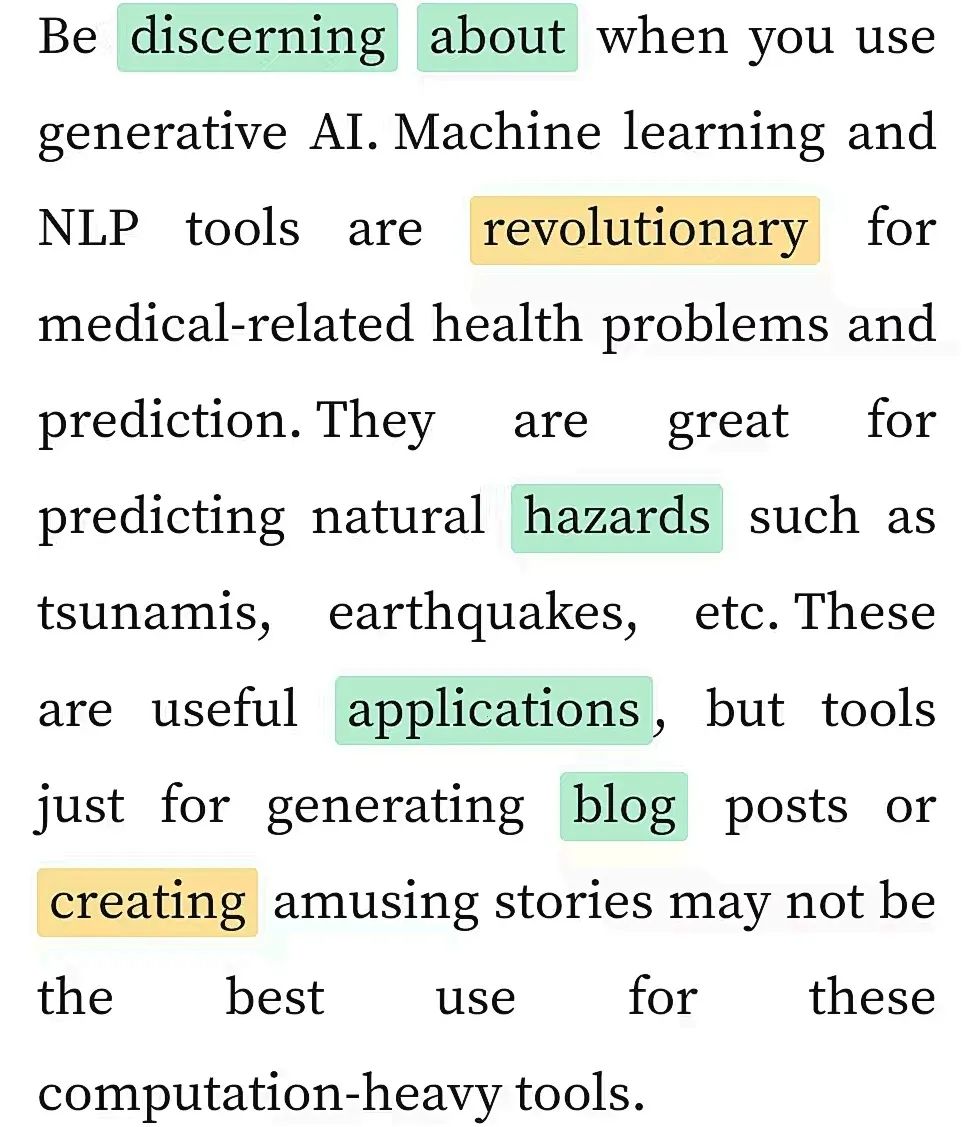 Be discerning about when you use
generative AI. Machine learning and
NLP tools are revolutionary for
medical-related health problems and
prediction. They are great for
predicting natural hazards such as
tsunamis, earthquakes, etc. These
are useful applications, but tools
just for generating blog posts or
creating amusing stories may not be
the best use for these
computation-heavy tools.